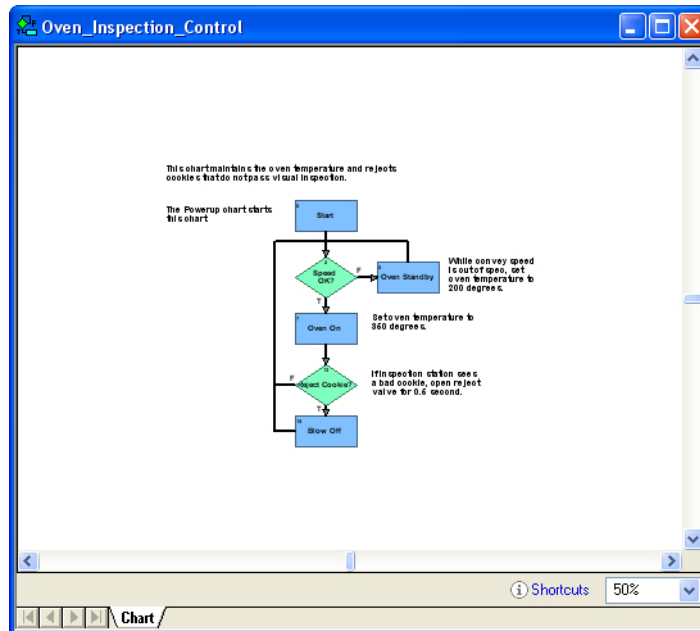 Oven_Inspection_Control
This chart maintains the oven temperature and rejects
cookies that do not pass visual inspection.
The Powerup chart starts
this chart
Start
Speed
OK?
F
Oven Standby
While convey speed
is out of spec, set
oven temperature to
200 degrees.
T
Oven On
Set oven temperature to
350 degrees.
F
Reject Cookie?
If inspection station sees
a bad cookie, open reject
valve for 0.6 second.
T
Blow Off
Shortcuts
50%
Chart